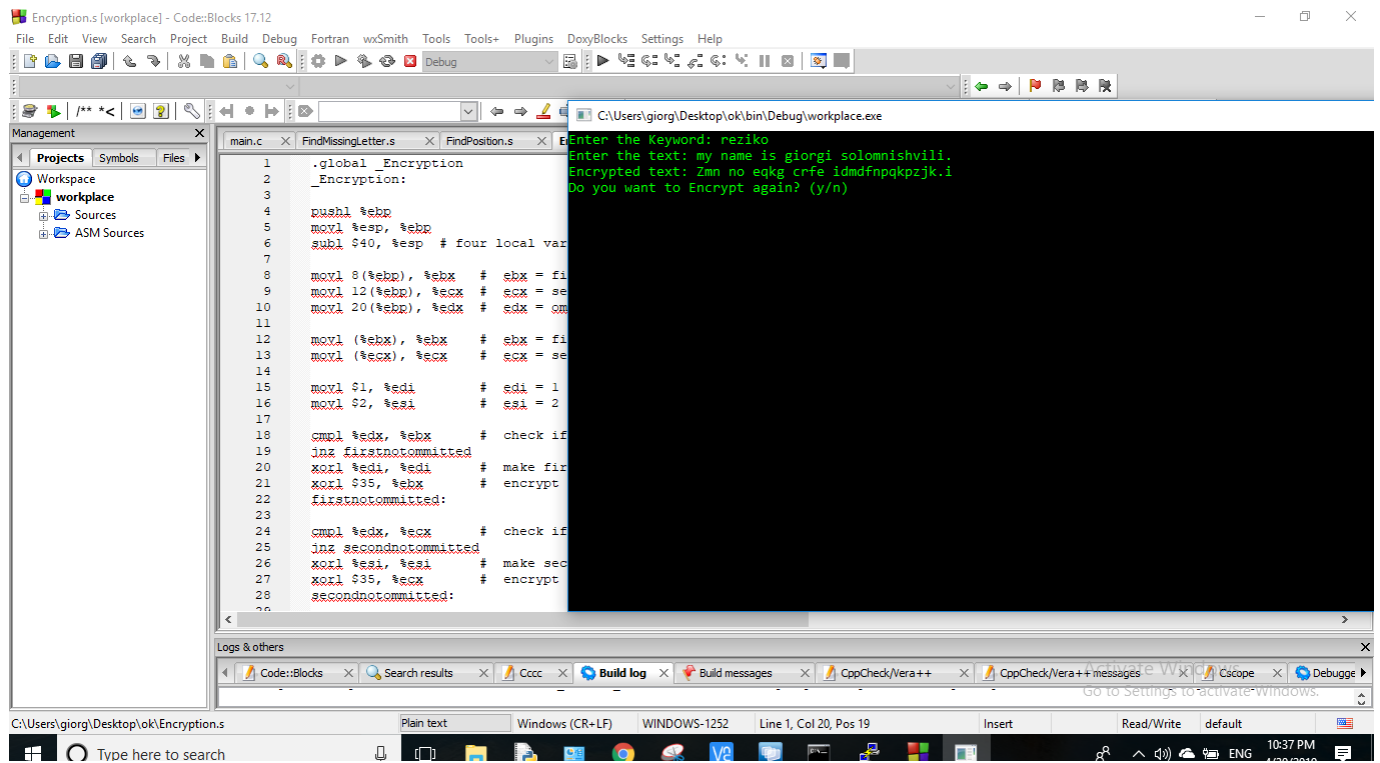 Encryption.s [workplace] - Code::Blocks 17.12
File Edit View Search Project Build Debug Fortran wxSmith Tools Tools+ Plugins DoxyBlocks Settings Help
Debug
/** *<
Management
Projects Symbols Files
Workspace
workplace
Sources
ASM Sources
main.c FindMissingLetter.s FindPosition.s
1 .global _Encryption
2 _Encryption:
3
4 pushl %ebp
5 movl %esp, %ebp
6 subl $40, %esp # four local var
7
8 movl 8(%ebp), %ebx # ebx = fi
9 movl 12(%ebp), %ecx # ecx = se
10 movl 20(%ebp), %edx # edx = om
11
12 movl (%ebx), %ebx # ebx = fi
13 movl (%ecx), %ecx # ecx = se
14
15 movl $1, %edi # edi = 1
16 movl $2, %esi # esi = 2
17
18 cmpl %edx, %ebx # check if
19 jnz firstnotommitted
20 xorl %edi, %edi # make fir
21 xorl $35, %ebx # encrypt
22 firstnotommitted:
23
24 cmpl %edx, %ecx # check if
25 jnz secondnotommitted
26 xorl %esi, %esi # make sec
27 xorl $35, %ecx # encrypt
28 secondnotommitted:
29
C:\Users\giorg\Desktop\ok\bin\Debug\workplace.exe
Enter the Keyword: reziko
Enter the text: my name is giorgi solomnishvili.
Encrypted text: Zmn no eqkg crfe idmdfnpqkpzjk.i
Do you want to Encrypt again? (y/n)
Logs & others
Code::Blocks Search results Cccc Build log Build messages CppCheck/Vera++ CppCheck/Vera++ messages Cscope Debugge
Activate Windows
Go to Settings to activate Windows.
C:\Users\giorg\Desktop\ok\Encryption.s Plain text Windows (CR+LF) WINDOWS-1252 Line 1, Col 20, Pos 19 Insert Read/Write default
Type here to search
ENG
10:37 PM